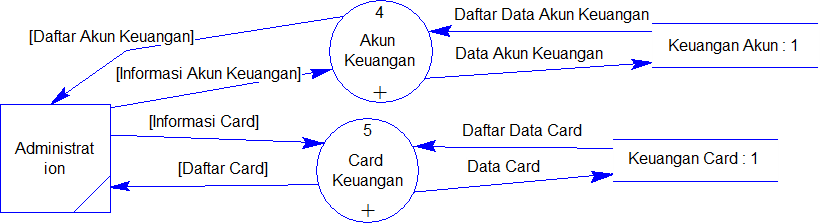 4
Daftar Data Akun Keuangan
[Daftar Akun Keuangan]
Akun
Keuangan
Keuangan Akun : 1
Data Akun Keuangan
[Informasi Akun Keuangan]
+
[Informasi Card]
5
Daftar Data Card
Administrat
ion
Card
Keuangan
Keuangan Card : 1
[Daftar Card]
Data Card
+